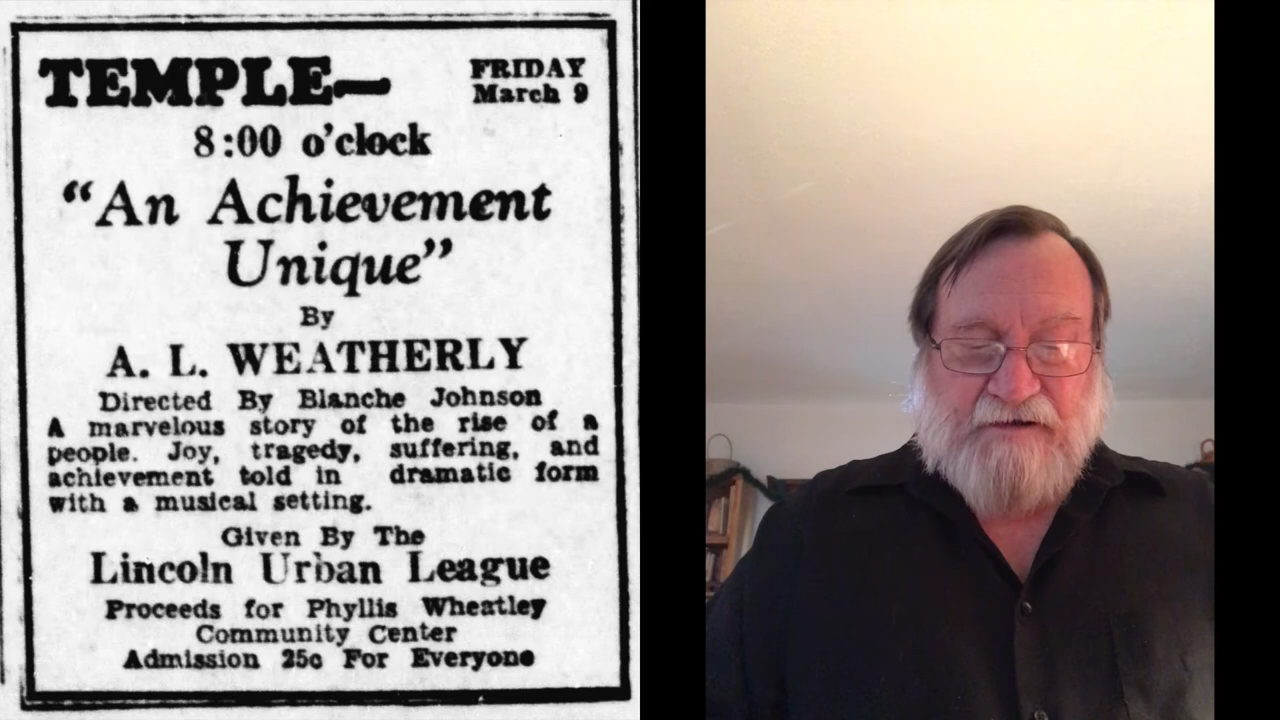 TEMPLE—
FRIDAY
March 9
8:00 o'clock
"An Achievement
Unique"
By
A. L. WEATHERLY
Directed By Blanche Johnson
A marvelous story of the rise of a
people. Joy, tragedy, suffering, and
achievement told in dramatic form
with a musical setting.
Given By The
Lincoln Urban League
Proceeds for Phyllis Wheatley
Community Center
Admission 25c For Everyone